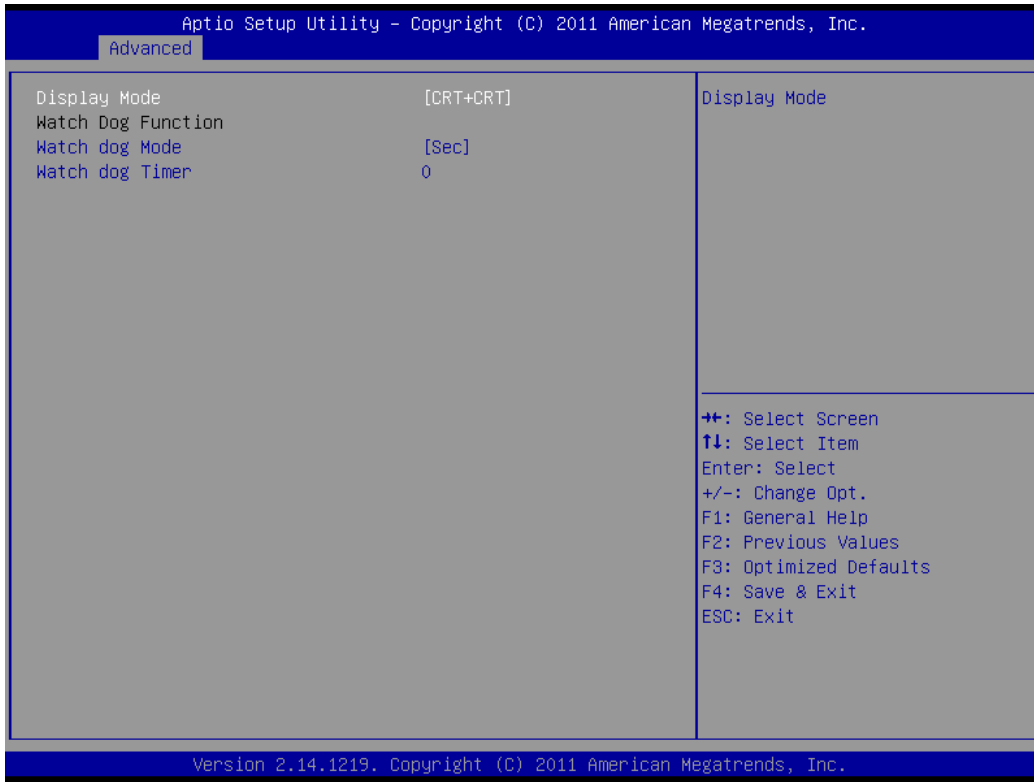 Aptio Setup Utility – Copyright (C) 2011 American Megatrends, Inc.
Advanced
Display Mode [CRT+CRT]
Watch Dog Function
Watch dog Mode [Sec]
Watch dog Timer 0
Display Mode
→←: Select Screen
↑↓: Select Item
Enter: Select
+/-: Change Opt.
F1: General Help
F2: Previous Values
F3: Optimized Defaults
F4: Save & Exit
ESC: Exit
Version 2.14.1219. Copyright (C) 2011 American Megatrends, Inc.